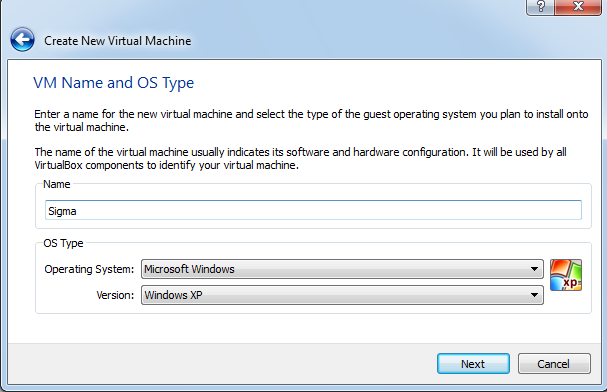 ?
Create New Virtual Machine
VM Name and OS Type
Enter a name for the new virtual machine and select the type of the guest operating system you plan to install onto
the virtual machine.
The name of the virtual machine usually indicates its software and hardware configuration. It will be used by all
VirtualBox components to identify your virtual machine.
Name
Sigma
OS Type
Operating System: Microsoft Windows
Version: Windows XP
xp
Next Cancel